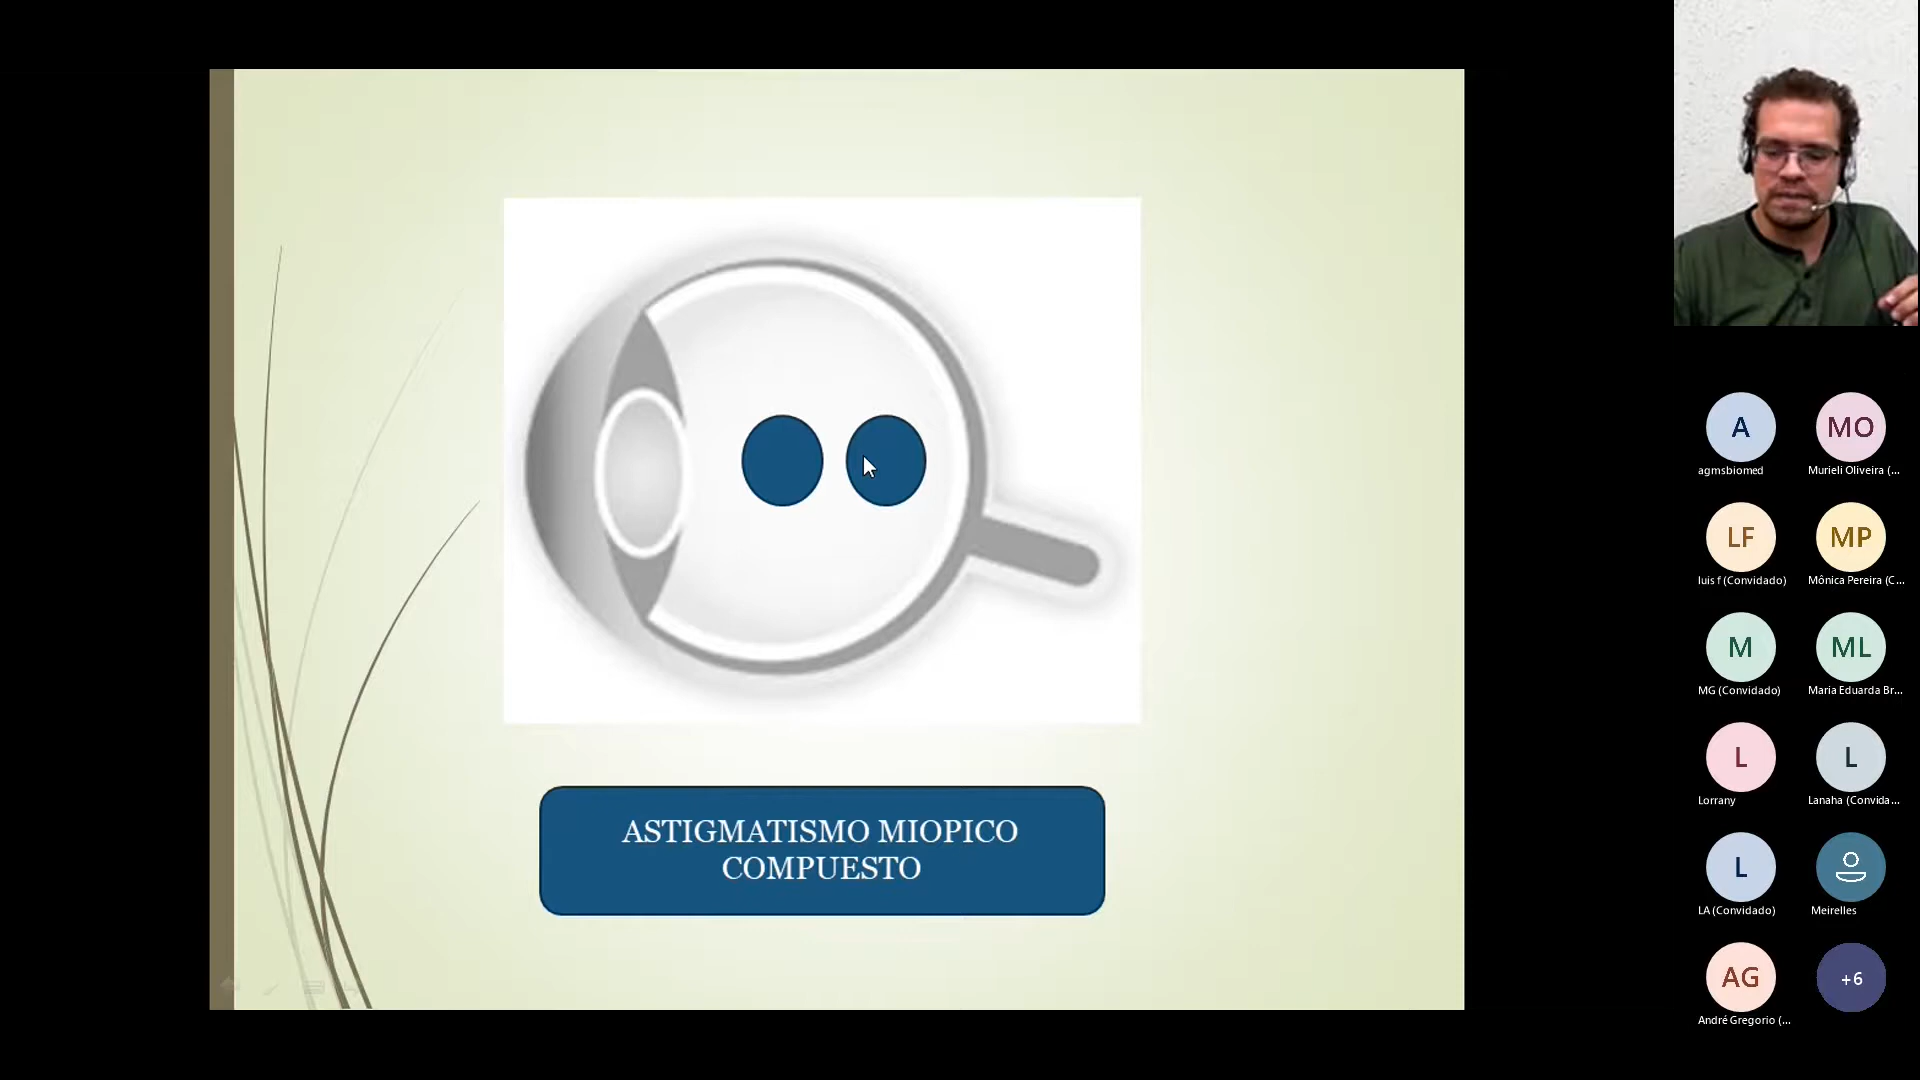 ASTIGMATISMO MIOPICO
COMPUESTO
A
MO
agmsbiomed
Murieli Oliveira (...
LF
MP
luis f (Convidado)
Mônica Pereira (C...
M
ML
MG (Convidado)
Maria Eduarda Br...
L
L
Lorrany
Lanaha (Convida...
L
LA (Convidado)
Meirelles
AG
+6
André Gregorio (...